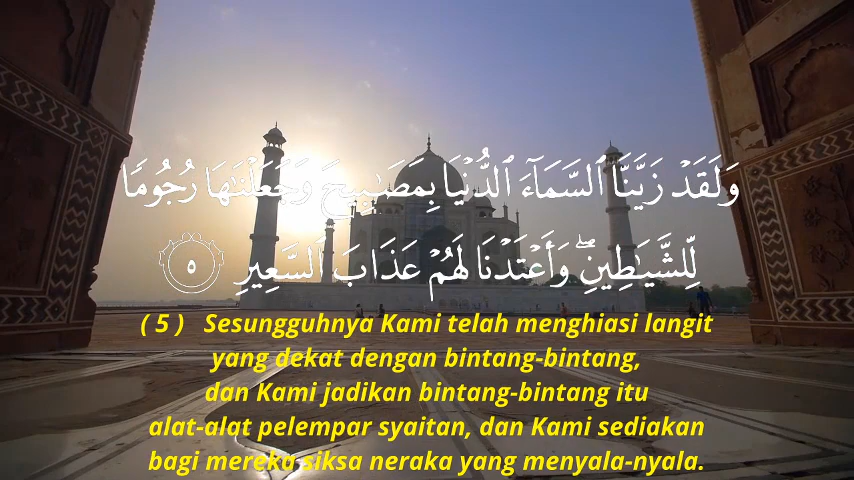 وَلَقَدۡ زَيَّنَّا ٱلسَّمَآءَ ٱلدُّنۡيَا بِمَصَٰبِيحَ وَجَعَلۡنَٰهَا رُجُومٗا
لِّلشَّيَٰطِينِۖ وَأَعۡتَدۡنَا لَهُمۡ عَذَابَ ٱلسَّعِيرِ ٥
( 5 ) Sesungguhnya Kami telah menghiasi langit
yang dekat dengan bintang-bintang,
dan Kami jadikan bintang-bintang itu
alat-alat pelempar syaitan, dan Kami sediakan
bagi mereka siksa neraka yang menyala-nyala.